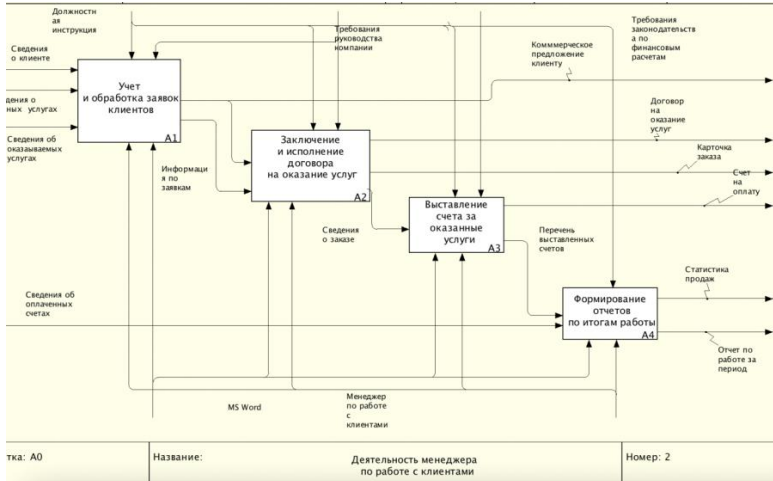 Должностн
ая
инструкция
Сведения
о клиенте
дения о
ных услугах
Сведения об
оказываемых
услугах
Учет
и обработка заявок
клиентов
A1
Требования
руководства
компании
Требования
законодательств
а по
финансовым
расчетам
Комммерческое
предложение
клиенту
Информаци
я по
заявкам
Заключение
и исполнение
договора
на оказание услуг
A2
Договор
на
оказание
услуг
Карточка
заказа
Счет
на
оплату
Сведения
о заказе
Выставление
счета за
оказанные
услуги
A3
Перечень
выставленных
счетов
Сведения об
оплаченных
счетах
Формирование
отчетов
по итогам работы
A4
Статистика
продаж
Отчет по
работе за
период
MS Word
Менеджер
по работе
с
клиентами
тка: A0
Название:
Деятельность менеджера
по работе с клиентами
Номер: 2